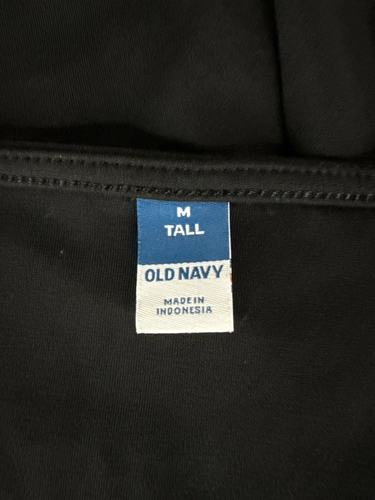 M
TALL
OLD NAVY
MADE IN
INDONESIA